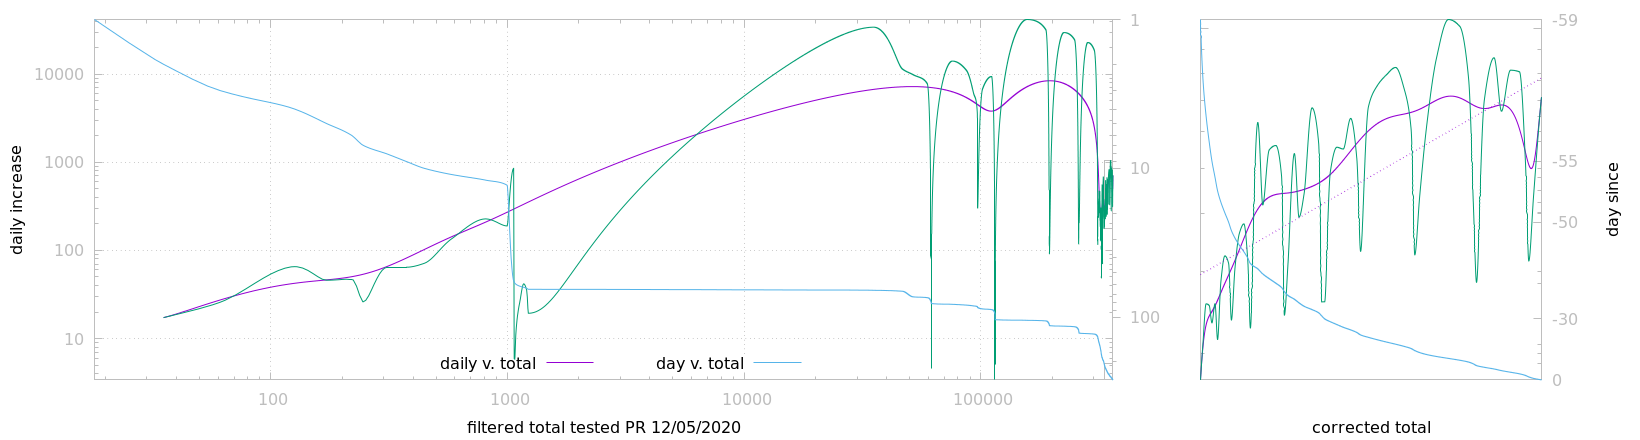 daily increase
10000
1000
100
10
100
1000
10000
100000
filtered total tested PR 12/05/2020
daily v. total
day v. total
1
10
100
-59
-55
-50
-30
0
day since
corrected total